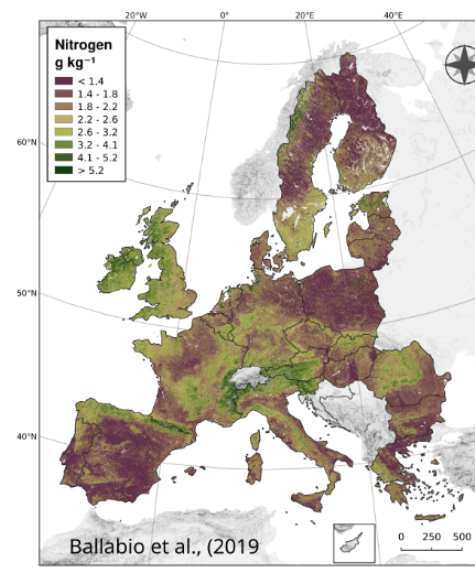 20°W 0° 20°E 40°E
Nitrogen
g kg⁻¹
< 1.4
1.4 - 1.8
1.8 - 2.2
2.2 - 2.6
2.6 - 3.2
3.2 - 4.1
4.1 - 5.2
> 5.2
60°N
50°N
40°N
Ballabio et al., (2019
0 250 500